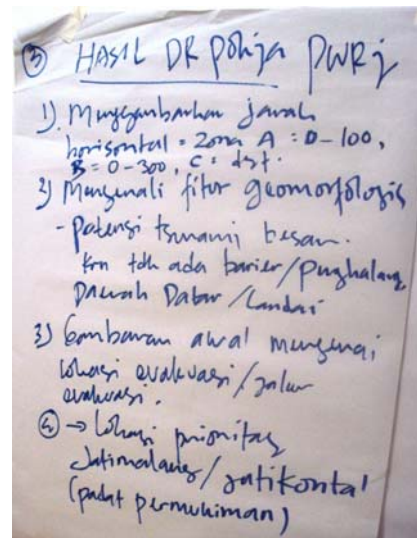 ③ HASIL DR pokja PWRj
1). Menggambarkan jarak
horisontal = Zona A : 0-100,
B = 0-300, C = dst.
2) Mengenali fitur geomorfologis
- Potensi tsunami besar.
krn tdk ada barier/penghalang
Daerah Datar/Landai
3) Gambaran awal mengenai
lokasi evakuasi/jalur
evakuasi.
④ → Lokasi prioritas
Jatimalang/Jatikontal
(padat permukiman)